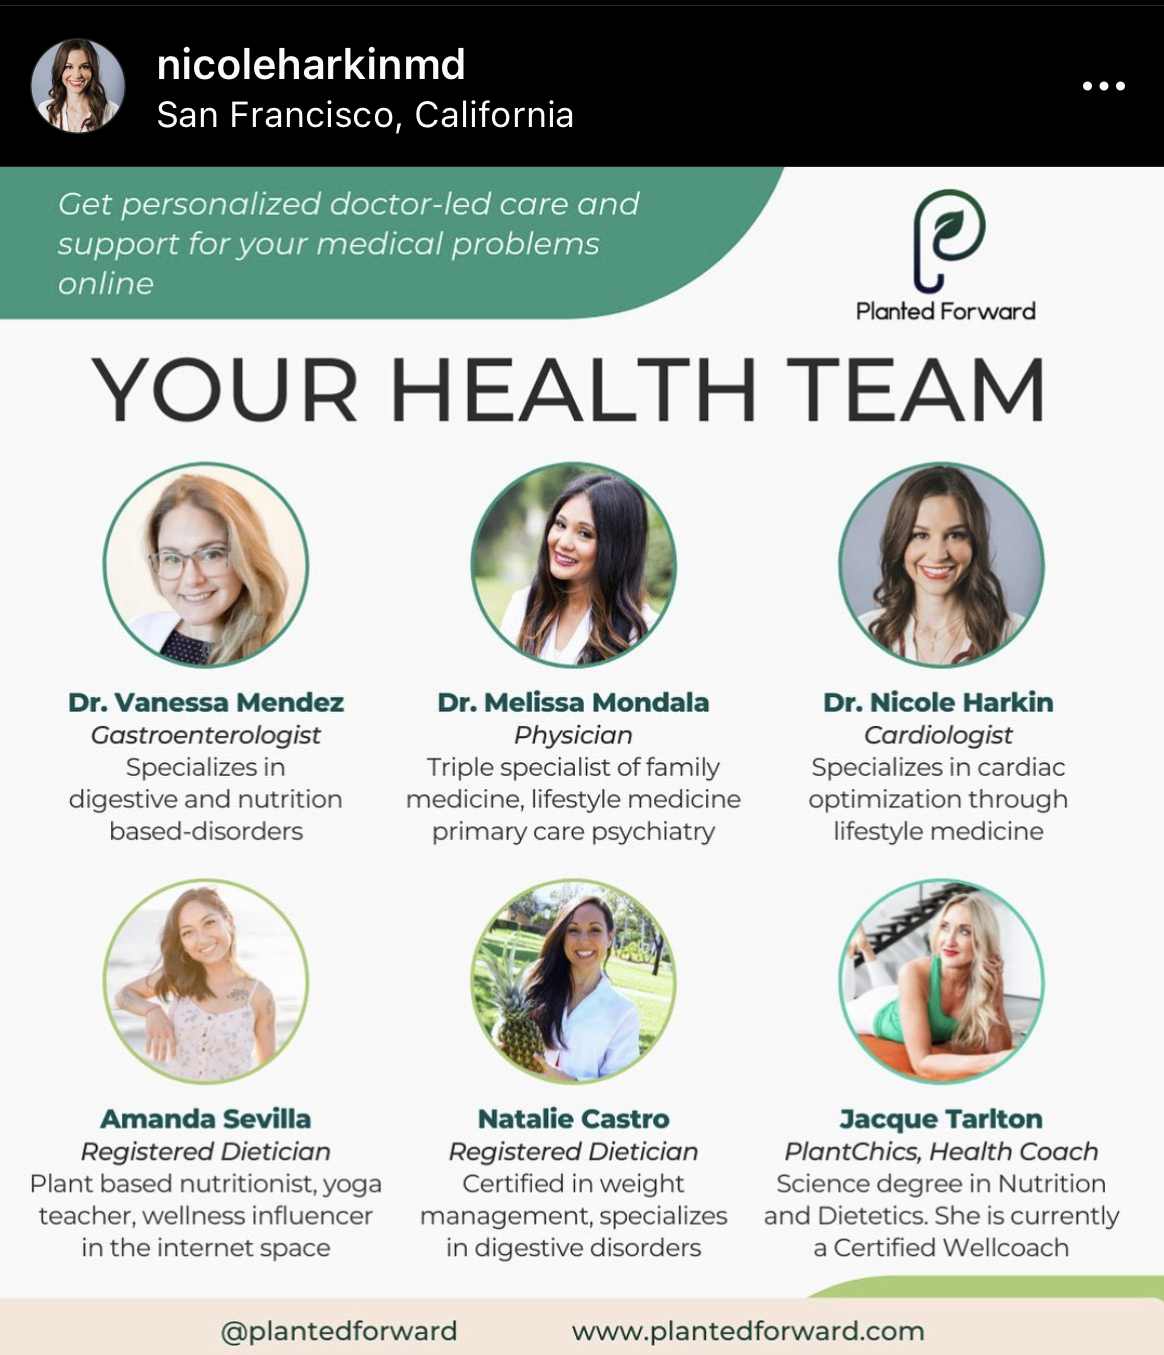 nicoleharkinmd
San Francisco, California
Get personalized doctor-led care and
support for your medical problems
online
Planted Forward
YOUR HEALTH TEAM
Dr. Vanessa Mendez
Gastroenterologist
Specializes in
digestive and nutrition
based-disorders
Dr. Melissa Mondala
Physician
Triple specialist of family
medicine, lifestyle medicine
primary care psychiatry
Dr. Nicole Harkin
Cardiologist
Specializes in cardiac
optimization through
lifestyle medicine
Amanda Sevilla
Registered Dietician
Plant based nutritionist, yoga
teacher, wellness influencer
in the internet space
Natalie Castro
Registered Dietician
Certified in weight
management, specializes
in digestive disorders
Jacque Tarlton
PlantChics, Health Coach
Science degree in Nutrition
and Dietetics. She is currently
a Certified Wellcoach
@plantedforward
www.plantedforward.com